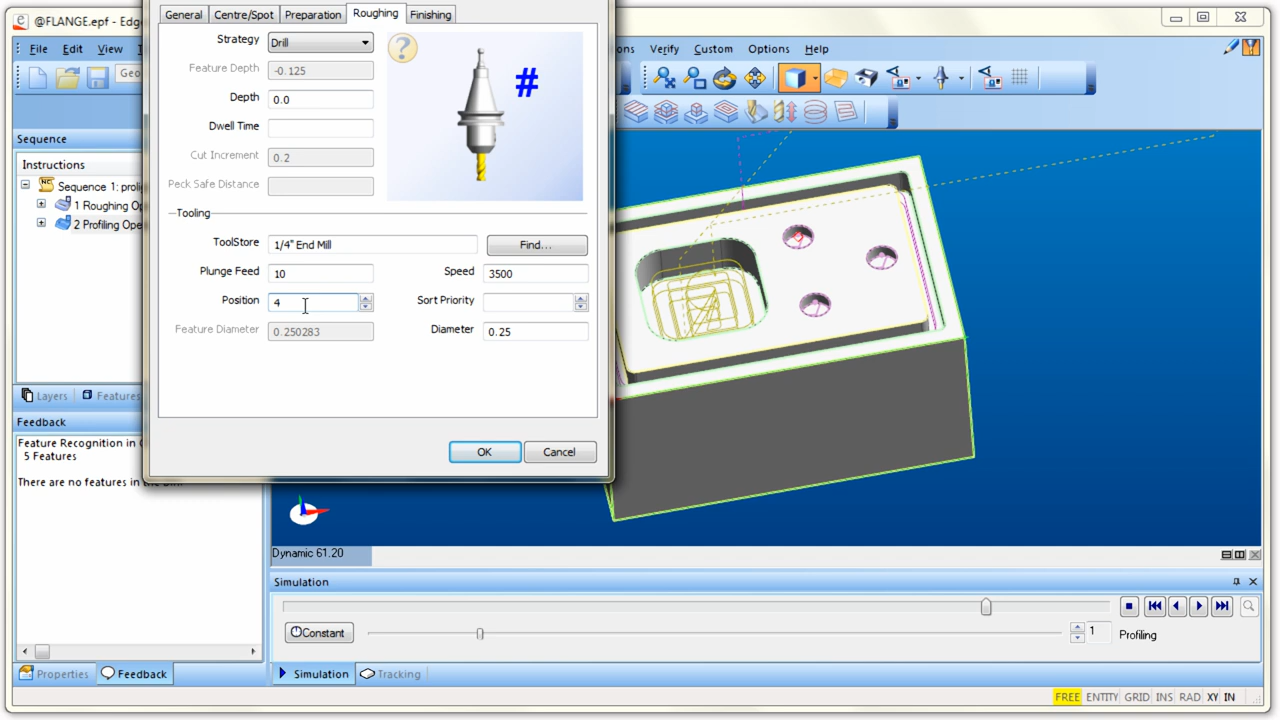 @FLANGE.epf - Edg
File Edit View
ons Verify Custom Options Help
Geo
General Centre/Spot Preparation Roughing Finishing
Strategy Drill
Feature Depth -0.125
Depth 0.0
Dwell Time
Cut Increment 0.2
Peck Safe Distance
#
?
Tooling
ToolStore 1/4" End Mill Find...
Plunge Feed 10 Speed 3500
Position 4 Sort Priority
Feature Diameter 0.250283 Diameter 0.25
OK Cancel
Sequence
Instructions
Sequence 1: proli
1 Roughing Op
2 Profiling Ope
Layers Features
Feedback
Feature Recognition in
5 Features
There are no features in the
Properties Feedback
Dynamic 61.20
Simulation
Constant 1 Profiling
Simulation Tracking
FREE ENTITY GRID INS RAD XY IN